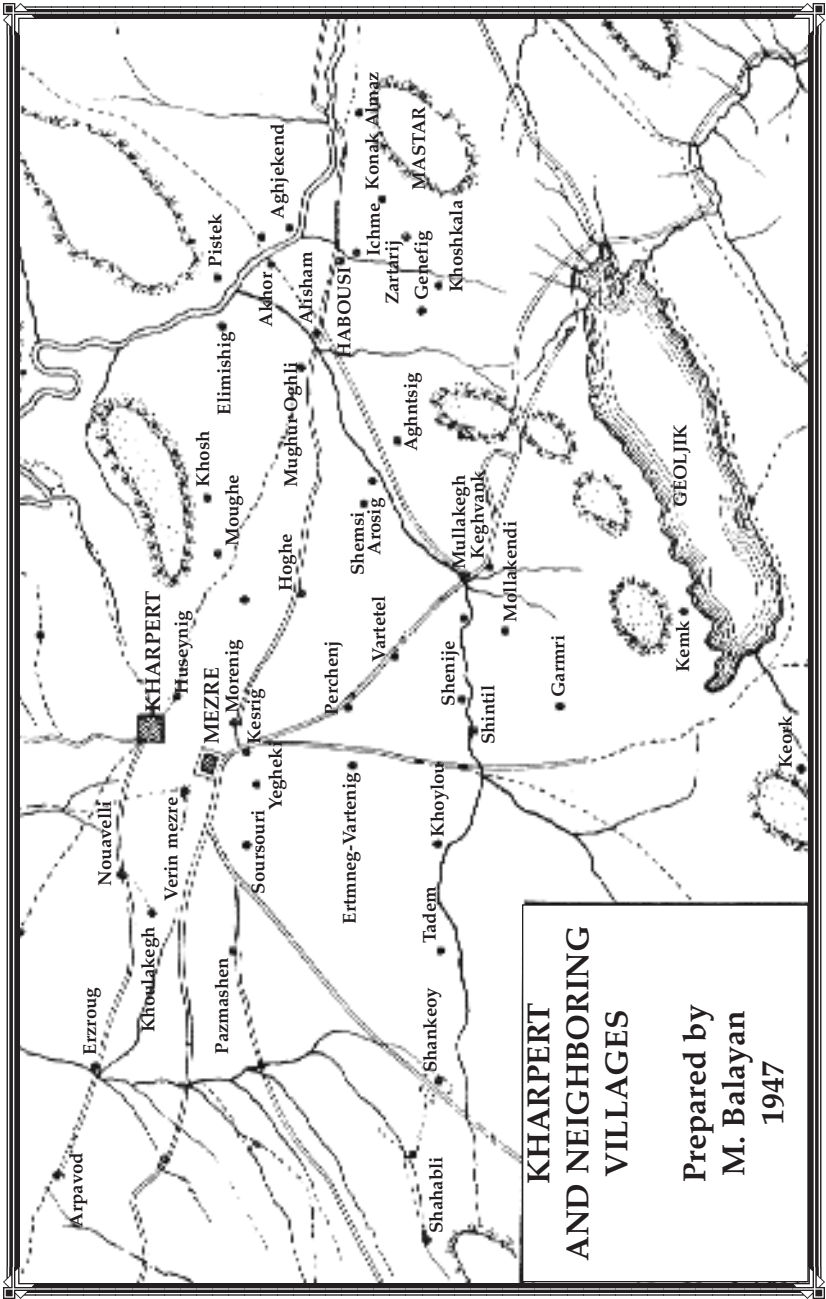 Arpavod
Erzroug
Nouavelli
Khoulakegh
KHARPERT
Verin mezre
Huseynig
Khosh
MEZRE
Pistek
Pazmashen
Elimishig
Morenig
Moughe
Kesrig
Soursouri
Akhor
Yegheki
Aghjekend
Hoghe
Mughur-Oghli
Alisham
Perchenj
HABOUSI
Ertmneg-Vartenig
Shemsi
Arosig
Ichme
Konak Almaz
Vartetel
Zartarij
Aghntsig
MASTAR
Genefig
Shankeoy
Tadem
Shahabli
Khoylou
Shenije
Mullakegh
Khoshkala
Keghvank
Shintil
Mollakendi
Garmri
GEOLJIK
Kemk
Keork
KHARPERT
AND NEIGHBORING
VILLAGES
Prepared by
M. Balayan
1947